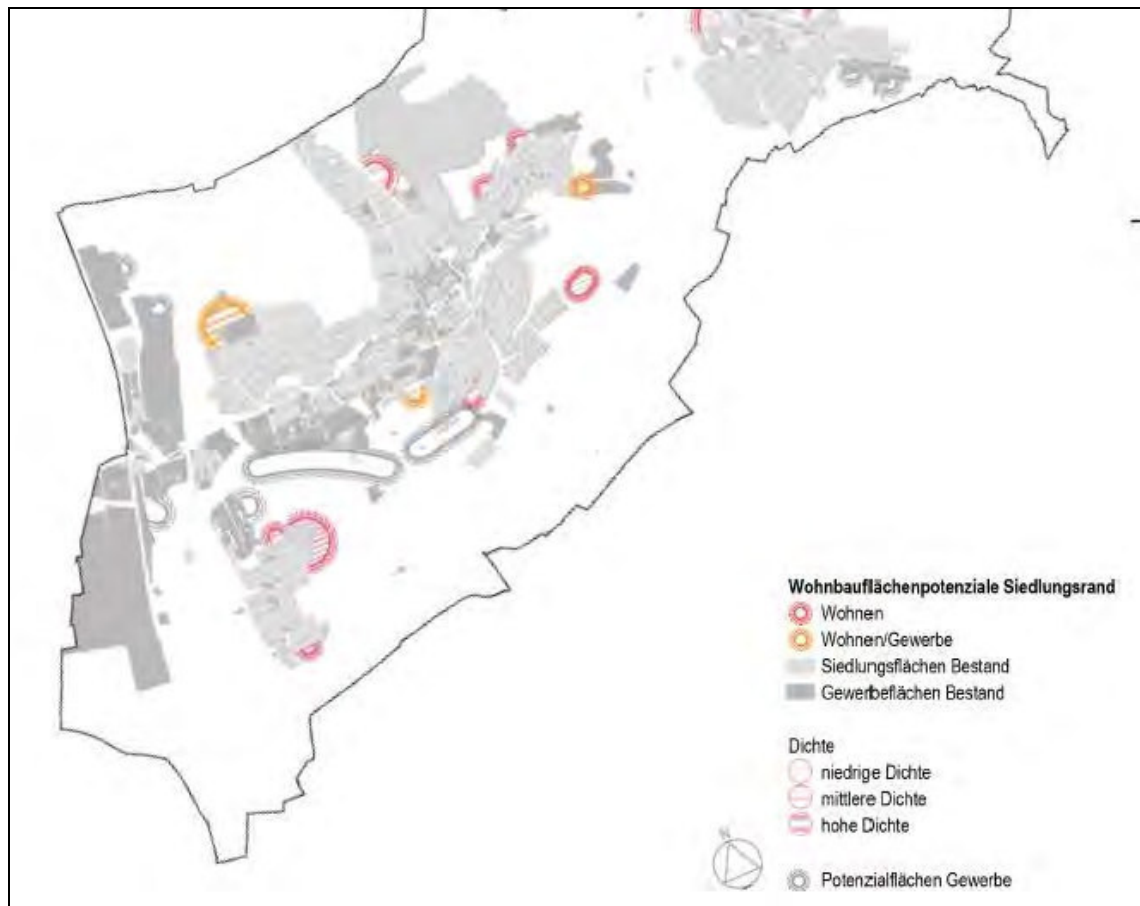 Wohnbauflächenpotenziale Siedlungsrand
Wohnen
Wohnen/Gewerbe
Siedlungsflächen Bestand
Gewerbeflächen Bestand
Dichte
niedrige Dichte
mittlere Dichte
hohe Dichte
N
Potenzialflächen Gewerbe